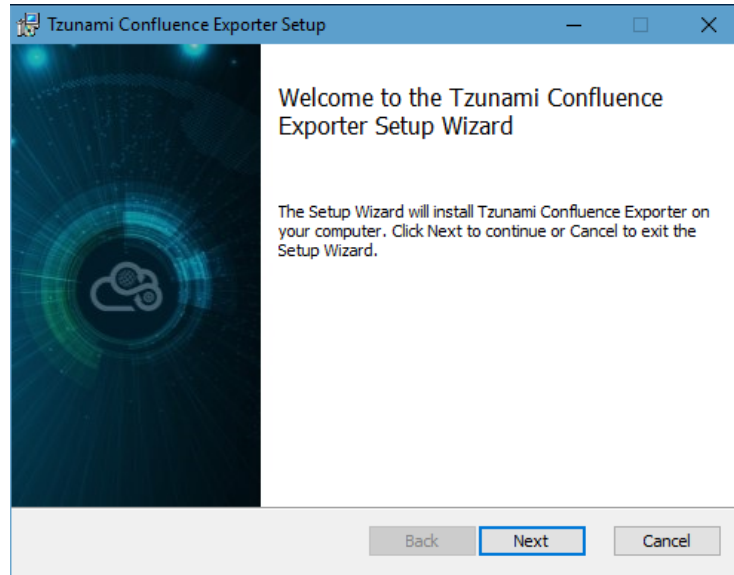 Tzunami Confluence Exporter Setup
Welcome to the Tzunami Confluence
Exporter Setup Wizard
The Setup Wizard will install Tzunami Confluence Exporter on
your computer. Click Next to continue or Cancel to exit the
Setup Wizard.
Back Next Cancel